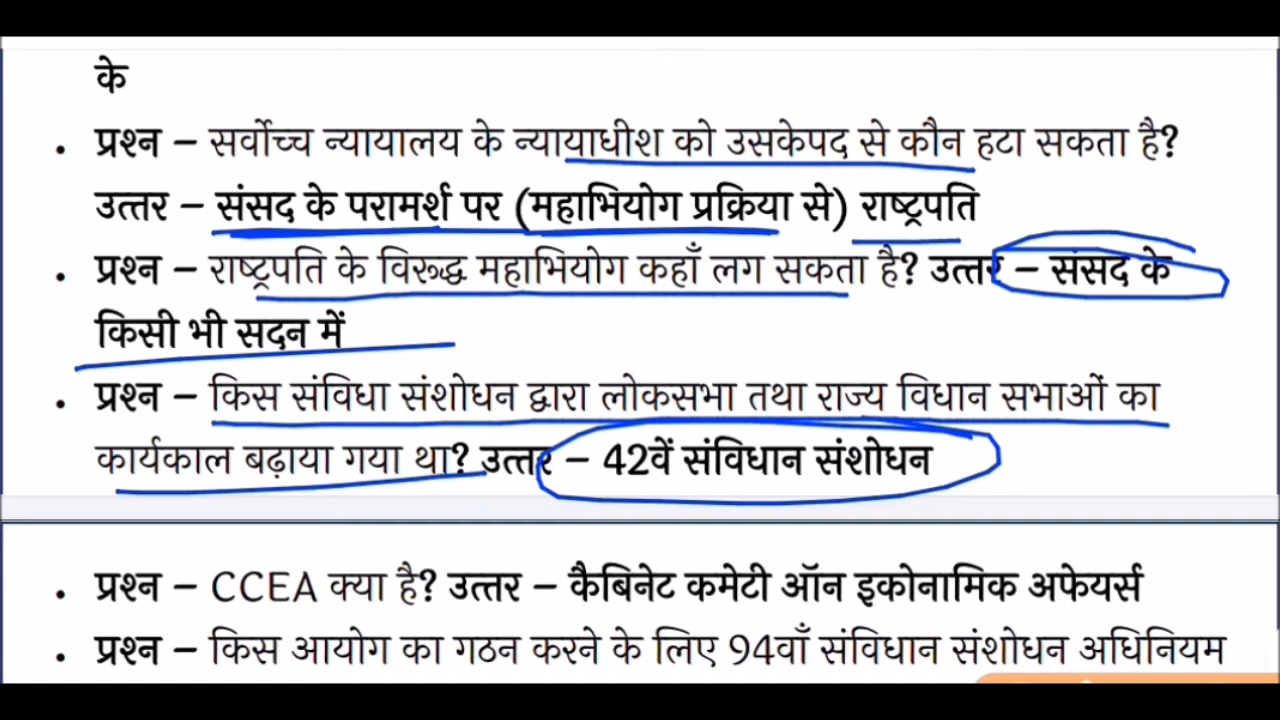 के
• प्रश्न – सर्वोच्च न्यायालय के न्यायाधीश को उसकेपद से कौन हटा सकता है?
उत्तर – संसद के परामर्श पर (महाभियोग प्रक्रिया से) राष्ट्रपति
• प्रश्न – राष्ट्रपति के विरूद्ध महाभियोग कहाँ लग सकता है? उत्तर – संसद के
किसी भी सदन में
• प्रश्न – किस संविधा संशोधन द्वारा लोकसभा तथा राज्य विधान सभाओं का
कार्यकाल बढ़ाया गया था? उत्तर – 42वें संविधान संशोधन
• प्रश्न – CCEA क्या है? उत्तर – कैबिनेट कमेटी ऑन इकोनामिक अफेयर्स
• प्रश्न – किस आयोग का गठन करने के लिए 94वाँ संविधान संशोधन अधिनियम